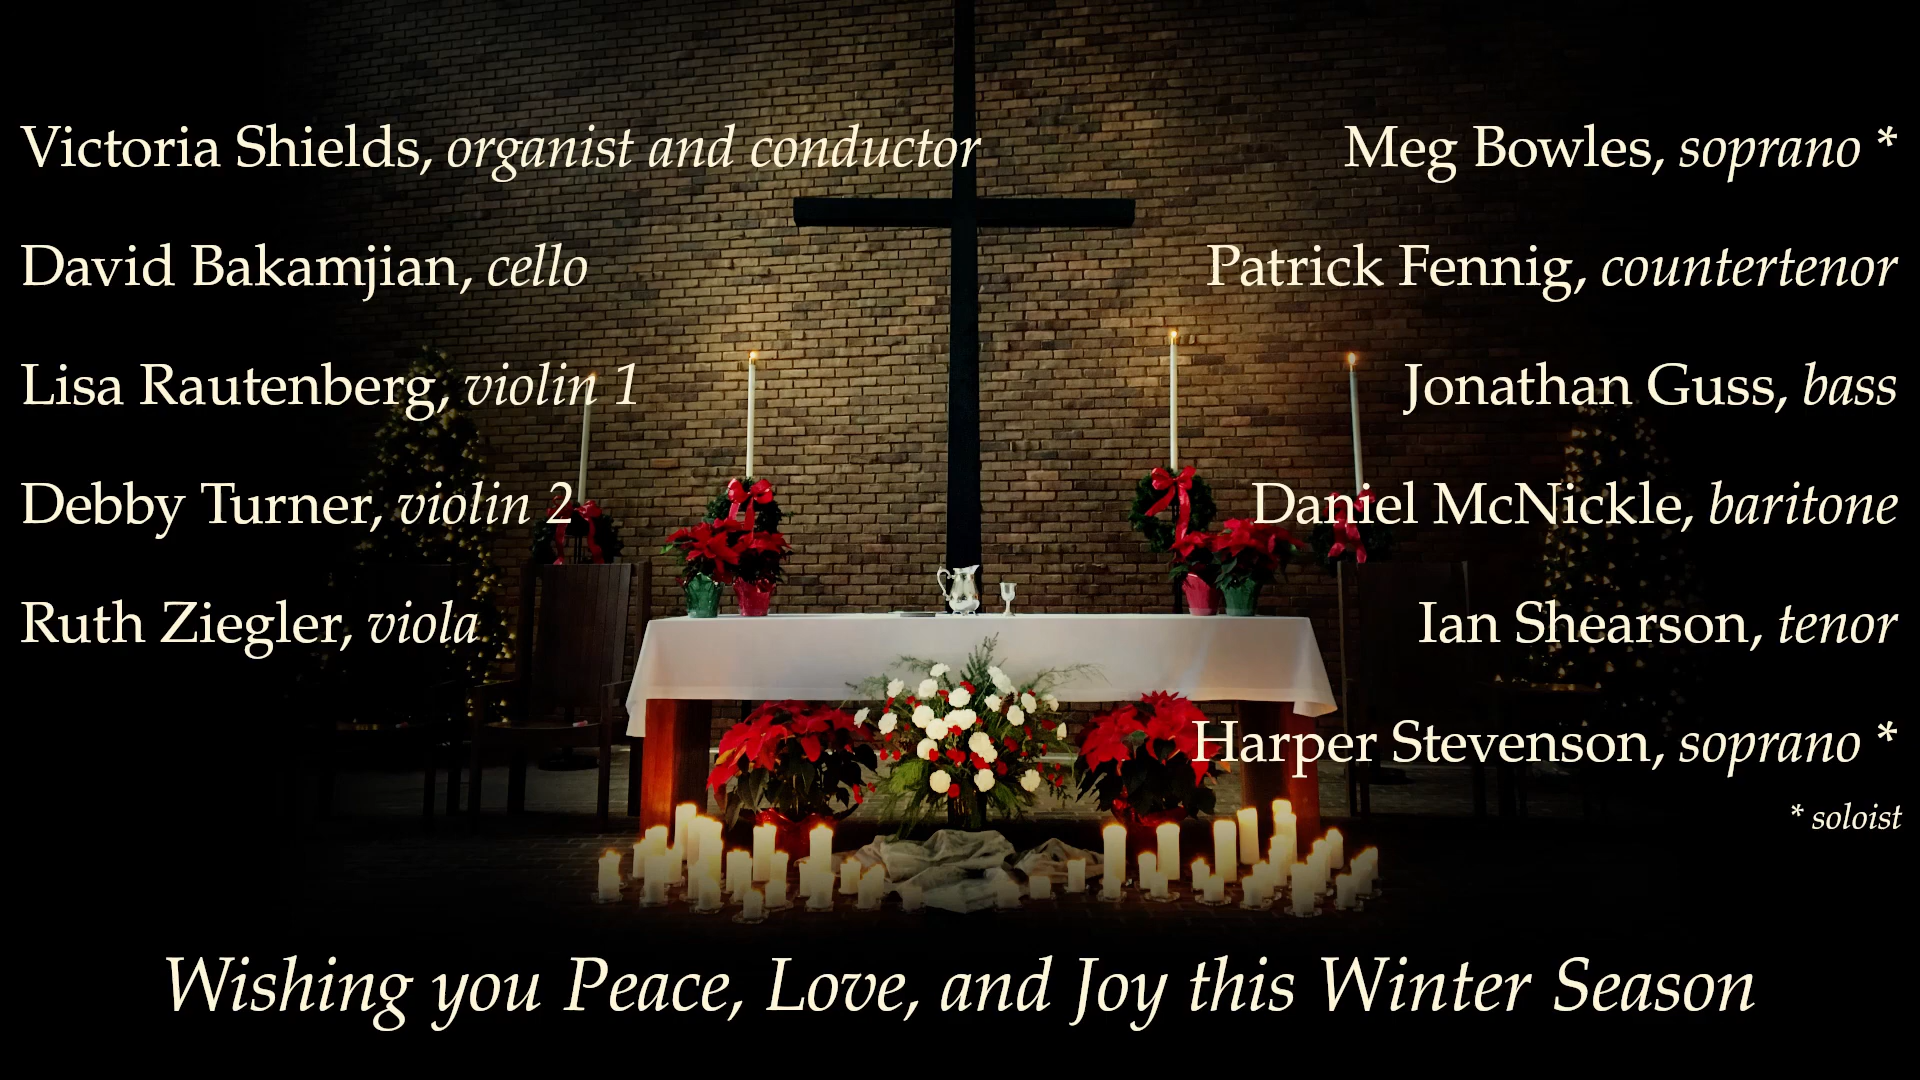 Victoria Shields, organist and conductor
David Bakamjian, cello
Lisa Rautenberg, violin 1
Debby Turner, violin 2
Ruth Ziegler, viola
Meg Bowles, soprano *
Patrick Fennig, countertenor
Jonathan Guss, bass
Daniel McNickle, baritone
Ian Shearson, tenor
Harper Stevenson, soprano *
* soloist
Wishing you Peace, Love, and Joy this Winter Season